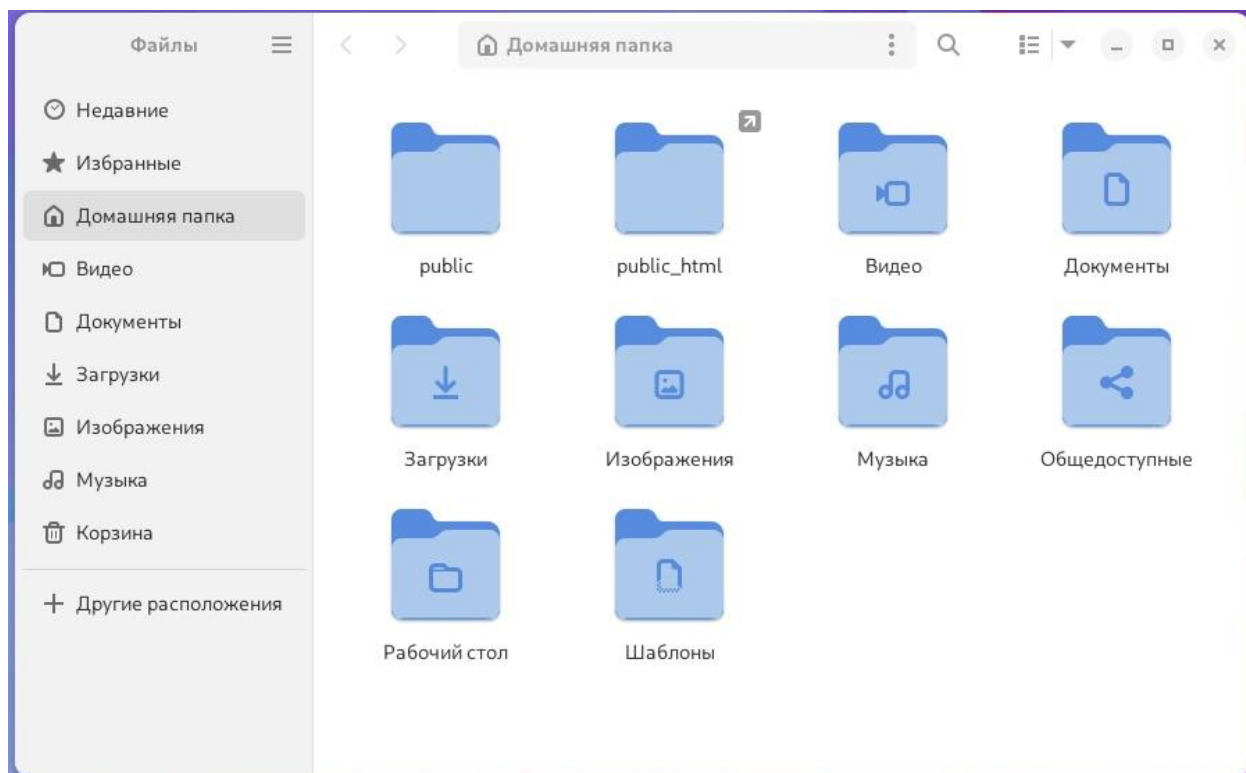 Файлы
Домашняя папка
Недавние
Избранные
Домашняя папка
Видео
Документы
Загрузки
Изображения
Музыка
Корзина
Другие расположения
public
public_html
Видео
Документы
Загрузки
Изображения
Музыка
Общедоступные
Рабочий стол
Шаблоны